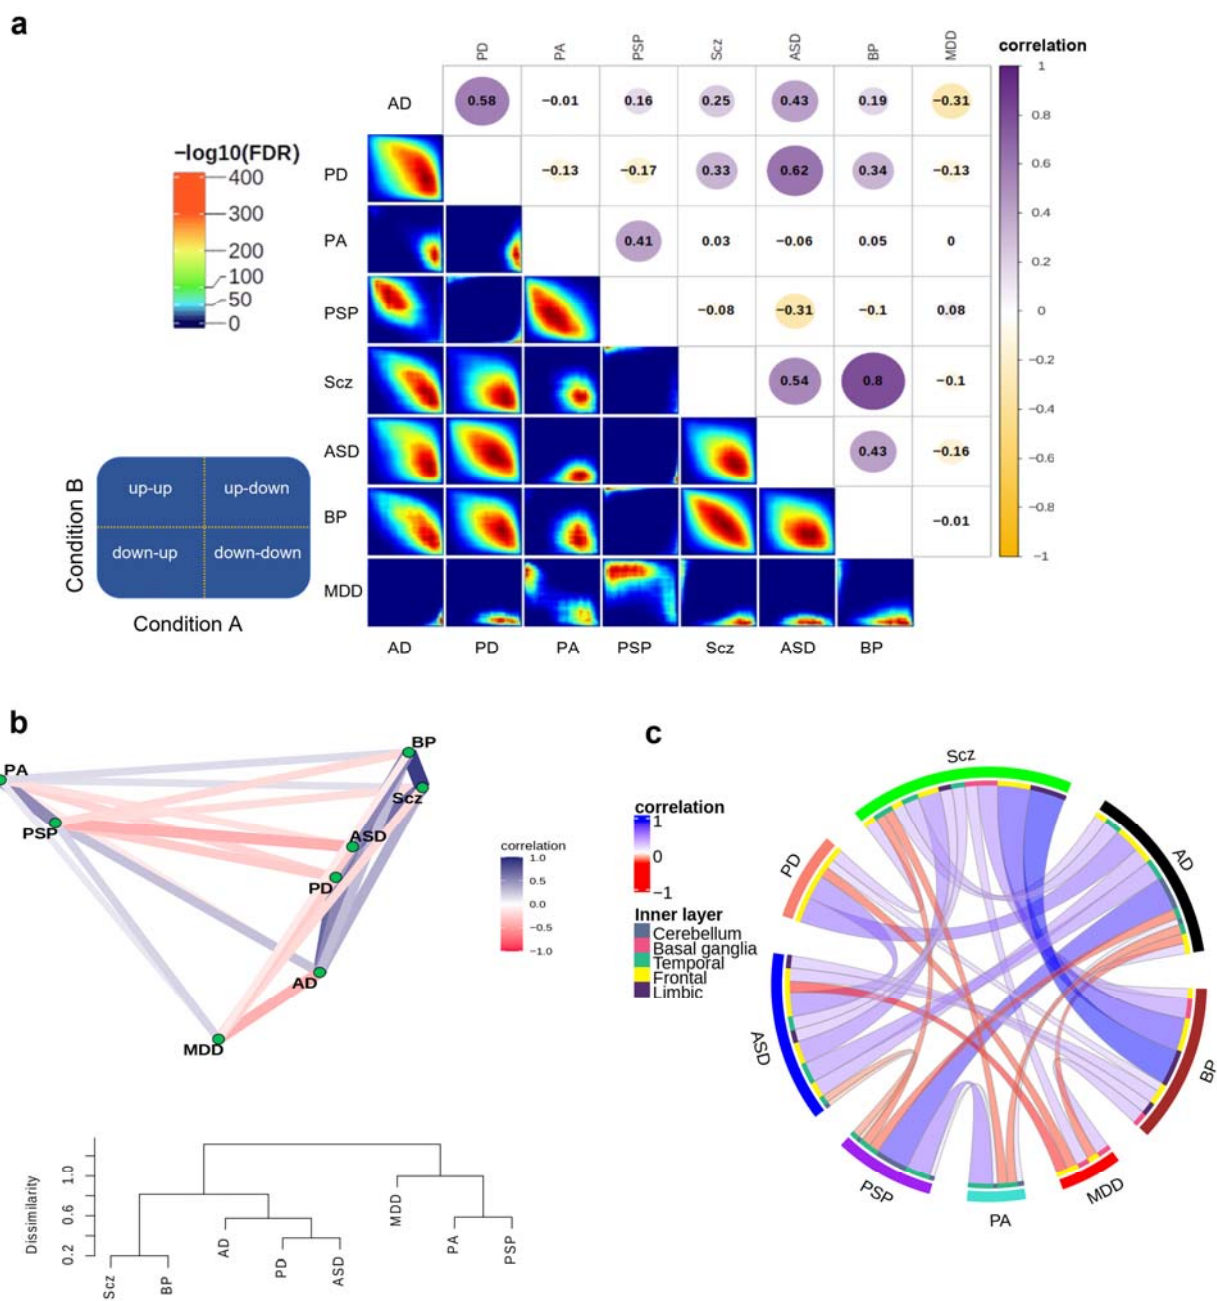 a
PD PA PSP Scz ASD BP MDD
correlation
AD 0.58 −0.01 0.16 0.25 0.43 0.19 −0.31
PD −0.13 −0.17 0.33 0.62 0.34 −0.13
PA 0.41 0.03 −0.06 0.05 0
PSP −0.08 −0.31 −0.1 0.08
Scz 0.54 0.8 −0.1
ASD 0.43 −0.16
BP −0.01
MDD
AD PD PA PSP Scz ASD BP
1
0.8
0.6
0.4
0.2
0
−0.2
−0.4
−0.6
−0.8
−1
−log10(FDR)
400
300
200
100
50
0
Condition B
up-up up-down
down-up down-down
Condition A
b
BP
PA
Scz
PSP
ASD
PD
AD
MDD
correlation
1.0
0.5
0.0
−0.5
−1.0
Dissimilarity
1.0
0.6
0.2
Scz BP AD PD ASD MDD PA PSP
c
correlation
1
0
−1
Inner layer
Cerebellum
Basal ganglia
Temporal
Frontal
Limbic
Scz
AD
BP
MDD
PA
PSP
ASD
PD